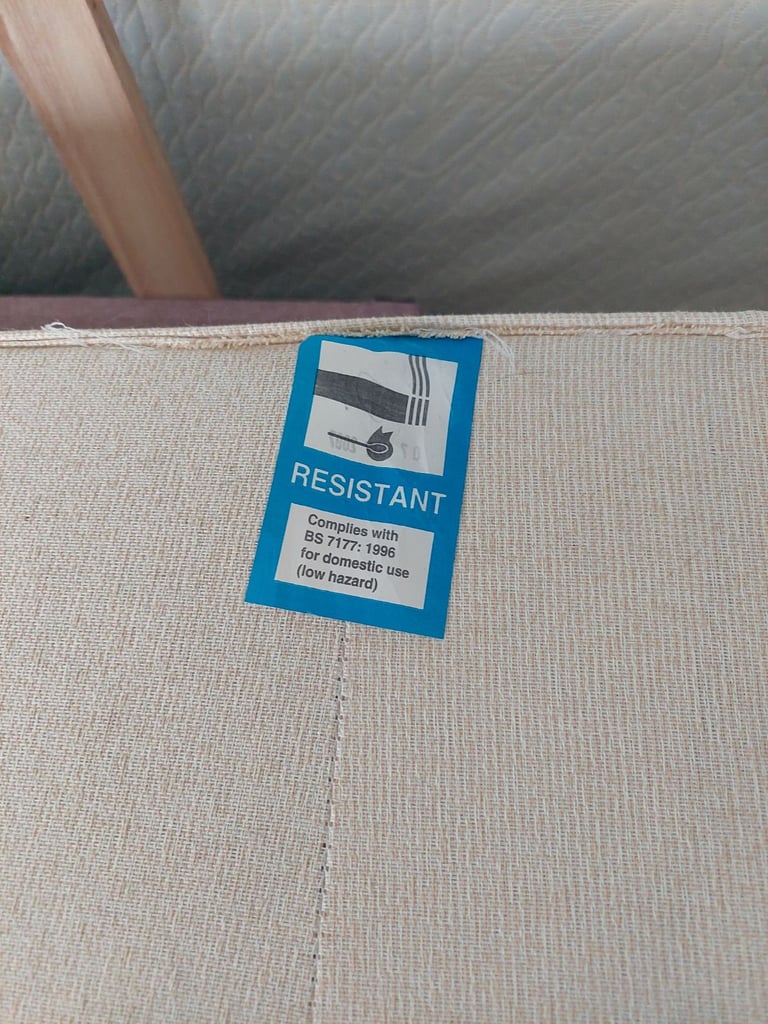 RESISTANT
Complies with
BS 7177: 1996
for domestic use
(low hazard)